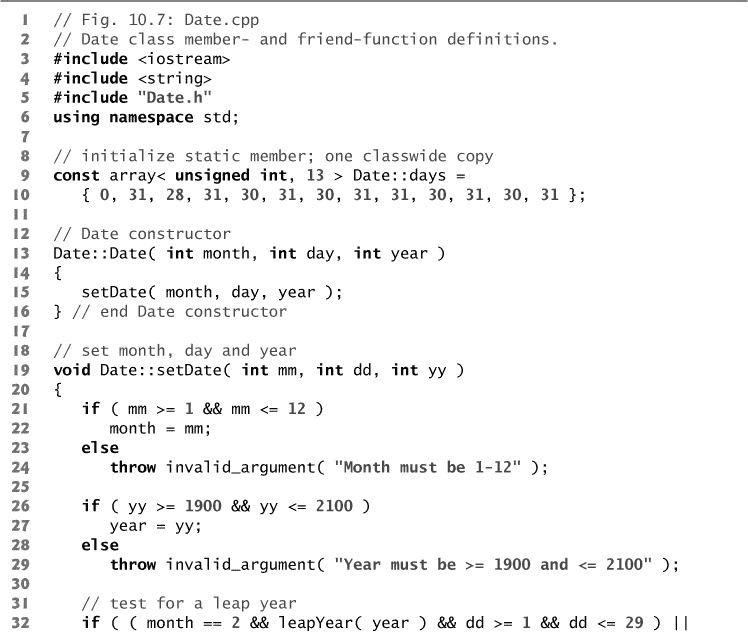 1 // Fig. 10.7: Date.cpp
2 // Date class member- and friend-function definitions.
3 #include <iostream>
4 #include <string>
5 #include "Date.h"
6 using namespace std;
7
8 // initialize static member; one classwide copy
9 const array< unsigned int, 13 > Date::days =
10 { 0, 31, 28, 31, 30, 31, 30, 31, 31, 30, 31, 30, 31 };
11
12 // Date constructor
13 Date::Date( int month, int day, int year )
14 {
15 setDate( month, day, year );
16 } // end Date constructor
17
18 // set month, day and year
19 void Date::setDate( int mm, int dd, int yy )
20 {
21 if ( mm >= 1 && mm <= 12 )
22 month = mm;
23 else
24 throw invalid_argument( "Month must be 1-12" );
25
26 if ( yy >= 1900 && yy <= 2100 )
27 year = yy;
28 else
29 throw invalid_argument( "Year must be >= 1900 and <= 2100" );
30
31 // test for a leap year
32 if ( ( month == 2 && leapYear( year ) && dd >= 1 && dd <= 29 ) ||